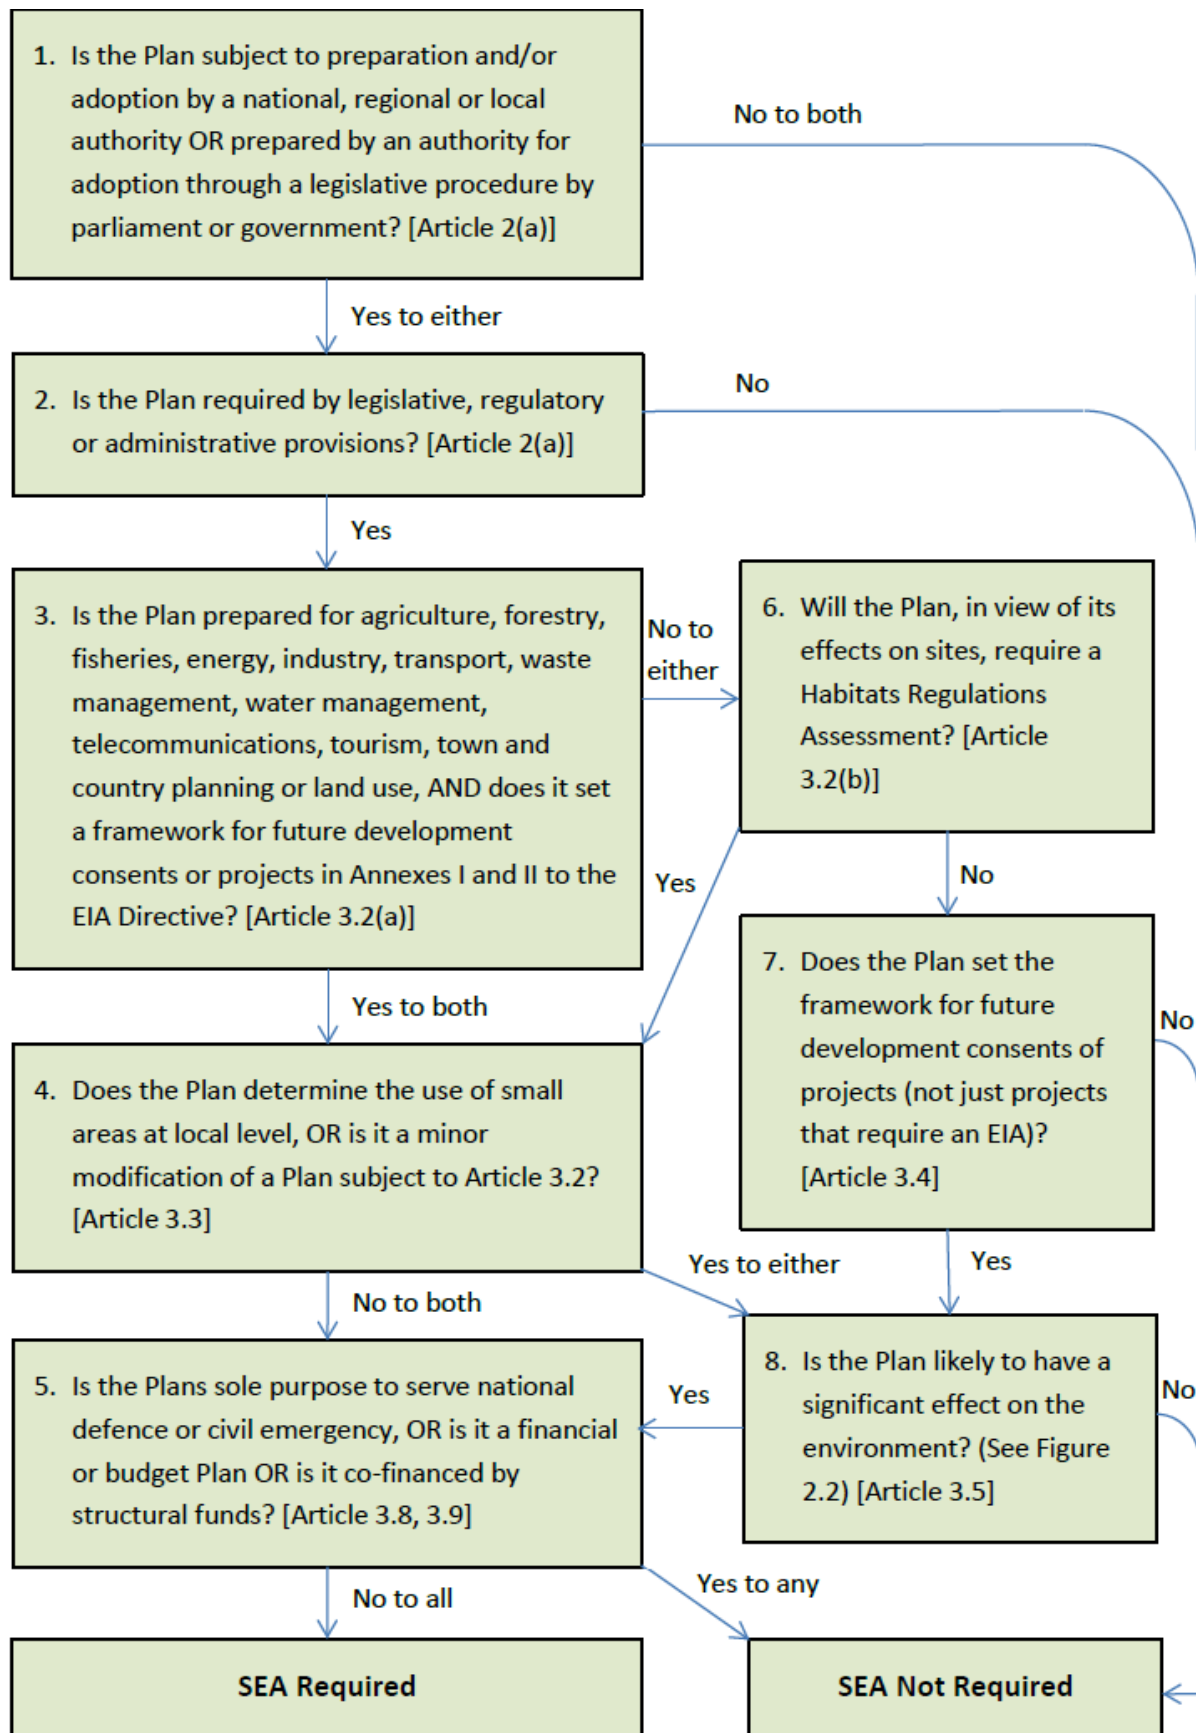 1. Is the Plan subject to preparation and/or
adoption by a national, regional or local
authority OR prepared by an authority for
adoption through a legislative procedure by
parliament or government? [Article 2(a)]
No to both
Yes to either
2. Is the Plan required by legislative, regulatory
or administrative provisions? [Article 2(a)]
No
Yes
3. Is the Plan prepared for agriculture, forestry,
fisheries, energy, industry, transport, waste
management, water management,
telecommunications, tourism, town and
country planning or land use, AND does it set
a framework for future development
consents or projects in Annexes I and II to the
EIA Directive? [Article 3.2(a)]
No to
either
6. Will the Plan, in view of its
effects on sites, require a
Habitats Regulations
Assessment? [Article
3.2(b)]
Yes
No
Yes to both
7. Does the Plan set the
framework for future
development consents of
projects (not just projects
that require an EIA)?
[Article 3.4]
No
4. Does the Plan determine the use of small
areas at local level, OR is it a minor
modification of a Plan subject to Article 3.2?
[Article 3.3]
Yes to either
Yes
No to both
5. Is the Plans sole purpose to serve national
defence or civil emergency, OR is it a financial
or budget Plan OR is it co-financed by
structural funds? [Article 3.8, 3.9]
Yes
8. Is the Plan likely to have a
significant effect on the
environment? (See Figure
2.2) [Article 3.5]
No
No to all
Yes to any
SEA Required
SEA Not Required